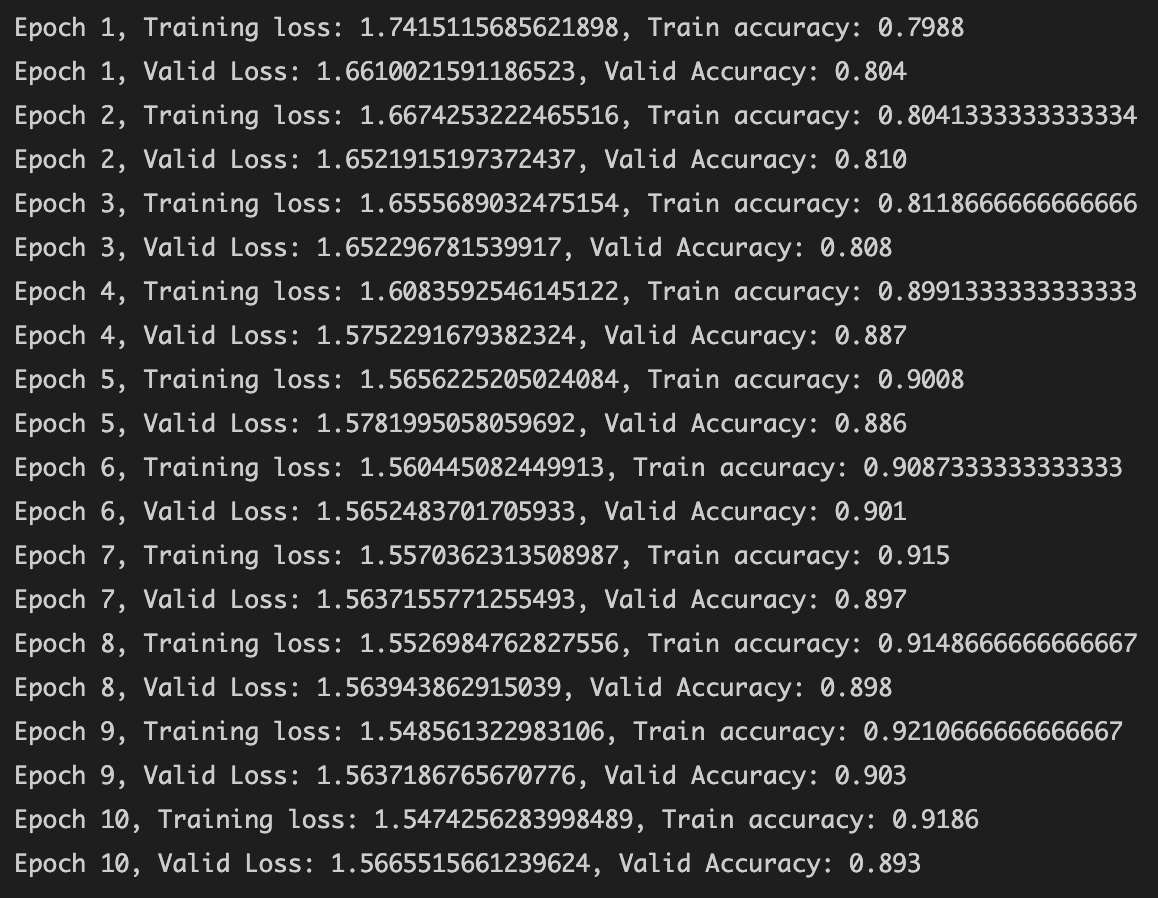 Epoch 1, Training loss: 1.7415115685621898, Train accuracy: 0.7988
Epoch 1, Valid Loss: 1.6610021591186523, Valid Accuracy: 0.804
Epoch 2, Training loss: 1.6674253222465516, Train accuracy: 0.8041333333333334
Epoch 2, Valid Loss: 1.6521915197372437, Valid Accuracy: 0.810
Epoch 3, Training loss: 1.6555689032475154, Train accuracy: 0.8118666666666666
Epoch 3, Valid Loss: 1.652296781539917, Valid Accuracy: 0.808
Epoch 4, Training loss: 1.6083592546145122, Train accuracy: 0.8991333333333333
Epoch 4, Valid Loss: 1.5752291679382324, Valid Accuracy: 0.887
Epoch 5, Training loss: 1.5656225205024084, Train accuracy: 0.9008
Epoch 5, Valid Loss: 1.5781995058059692, Valid Accuracy: 0.886
Epoch 6, Training loss: 1.560445082449913, Train accuracy: 0.9087333333333333
Epoch 6, Valid Loss: 1.5652483701705933, Valid Accuracy: 0.901
Epoch 7, Training loss: 1.5570362313508987, Train accuracy: 0.915
Epoch 7, Valid Loss: 1.5637155771255493, Valid Accuracy: 0.897
Epoch 8, Training loss: 1.5526984762827556, Train accuracy: 0.9148666666666667
Epoch 8, Valid Loss: 1.563943862915039, Valid Accuracy: 0.898
Epoch 9, Training loss: 1.548561322983106, Train accuracy: 0.9210666666666667
Epoch 9, Valid Loss: 1.5637186765670776, Valid Accuracy: 0.903
Epoch 10, Training loss: 1.5474256283998489, Train accuracy: 0.9186
Epoch 10, Valid Loss: 1.5665515661239624, Valid Accuracy: 0.893